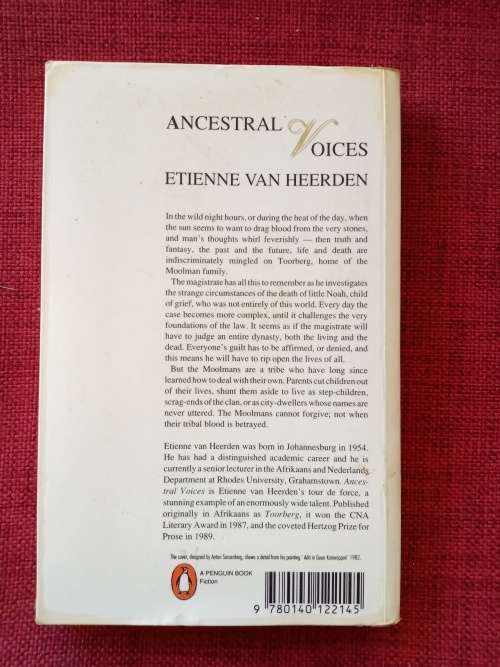 ANCESTRAL VOICES
ETIENNE VAN HEERDEN
In the wild night hours, or during the heat of the day, when
the sun seems to want to drag blood from the very stones,
and man's thoughts whirl feverishly — then truth and
fantasy, the past and the future, life and death are
indiscriminately mingled on Toorberg, home of the
Moolman family.
The magistrate has all this to remember as he investigates
the strange circumstances of the death of little Noah, child
of grief, who was not entirely of this world. Every day the
case becomes more complex, until it challenges the very
foundations of the law. It seems as if the magistrate will
have to judge an entire dynasty, both the living and the
dead. Everyone's guilt has to be affirmed, or denied, and
this means he will have to rip open the lives of all.
But the Moolmans are a tribe who have long since
learned how to deal with their own. Parents cut children out
of their lives, shunt them aside to live as step-children,
scrag-ends of the clan, or as city-dwellers whose names
are never uttered. The Moolmans cannot forgive; not when
their tribal blood is betrayed.
Etienne van Heerden was born in Johannesburg in 1954.
He has had a distinguished academic career and he is
currently a senior lecturer in the Afrikaans and Nederlands
Department at Rhodes University, Grahamstown. Ances-
tral Voices is Etienne van Heerden's tour de force, a
stunning example of an enormously wide talent. Published
originally in Afrikaans as Toorberg, it won the CNA
Literary Award in 1987, and the coveted Hertzog Prize for
Prose in 1989.
The cover, designed by Anton Sassenberg, shows a detail from his painting 1982.
A PENGUIN BOOK
Fiction
9 780140 122145